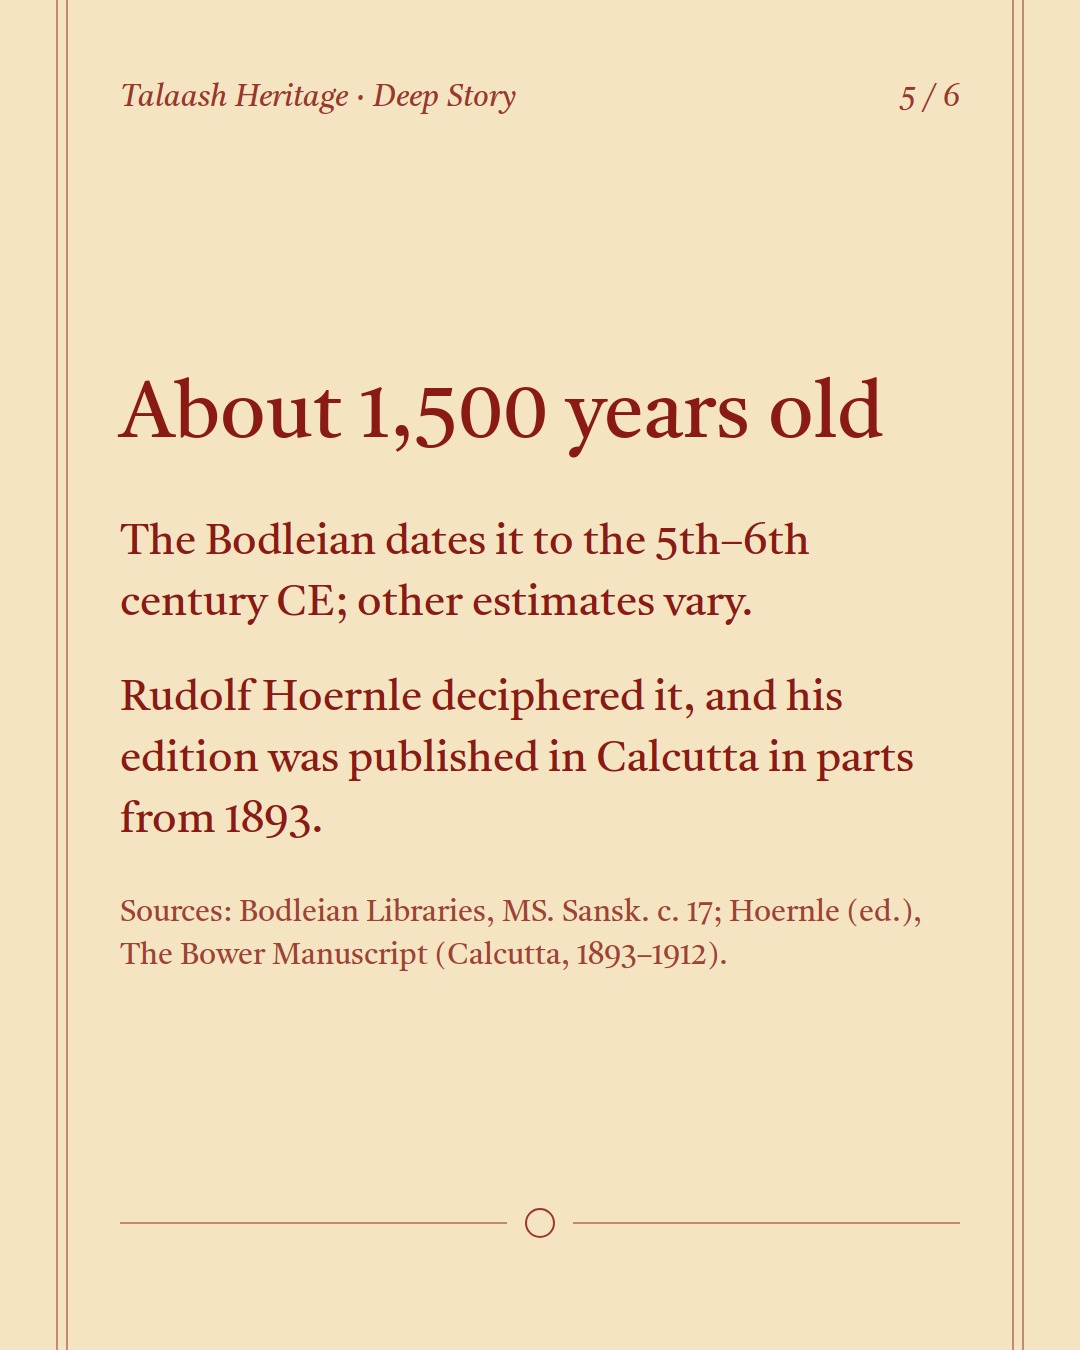 Talaash Heritage · Deep Story
5 / 6
About 1,500 years old
The Bodleian dates it to the 5th–6th
century CE; other estimates vary.
Rudolf Hoernle deciphered it, and his
edition was published in Calcutta in parts
from 1893.
Sources: Bodleian Libraries, MS. Sansk. c. 17; Hoernle (ed.),
The Bower Manuscript (Calcutta, 1893–1912).